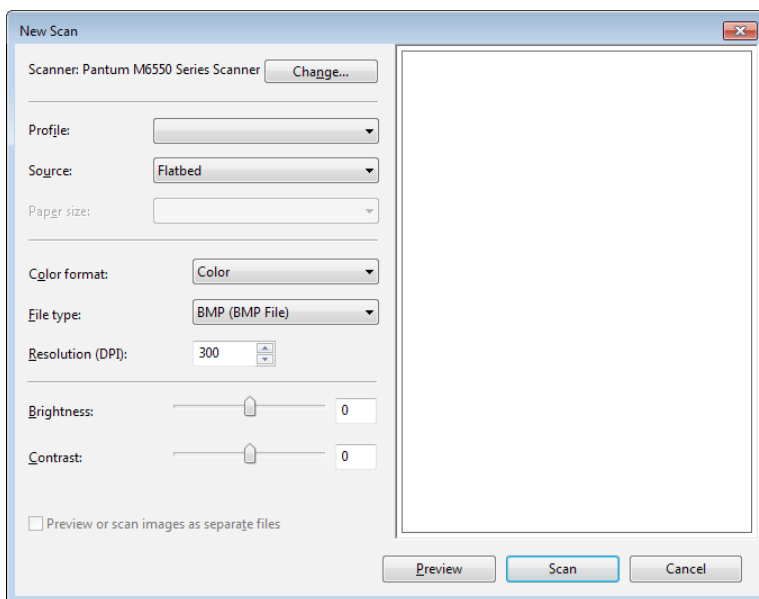 New Scan
Scanner: Pantum M6550 Series Scanner Change...
Profile:
Source: Flatbed
Paper size:
Color format: Color
File type: BMP (BMP File)
Resolution (DPI): 300
Brightness: 0
Contrast: 0
Preview or scan images as separate files
Preview Scan Cancel